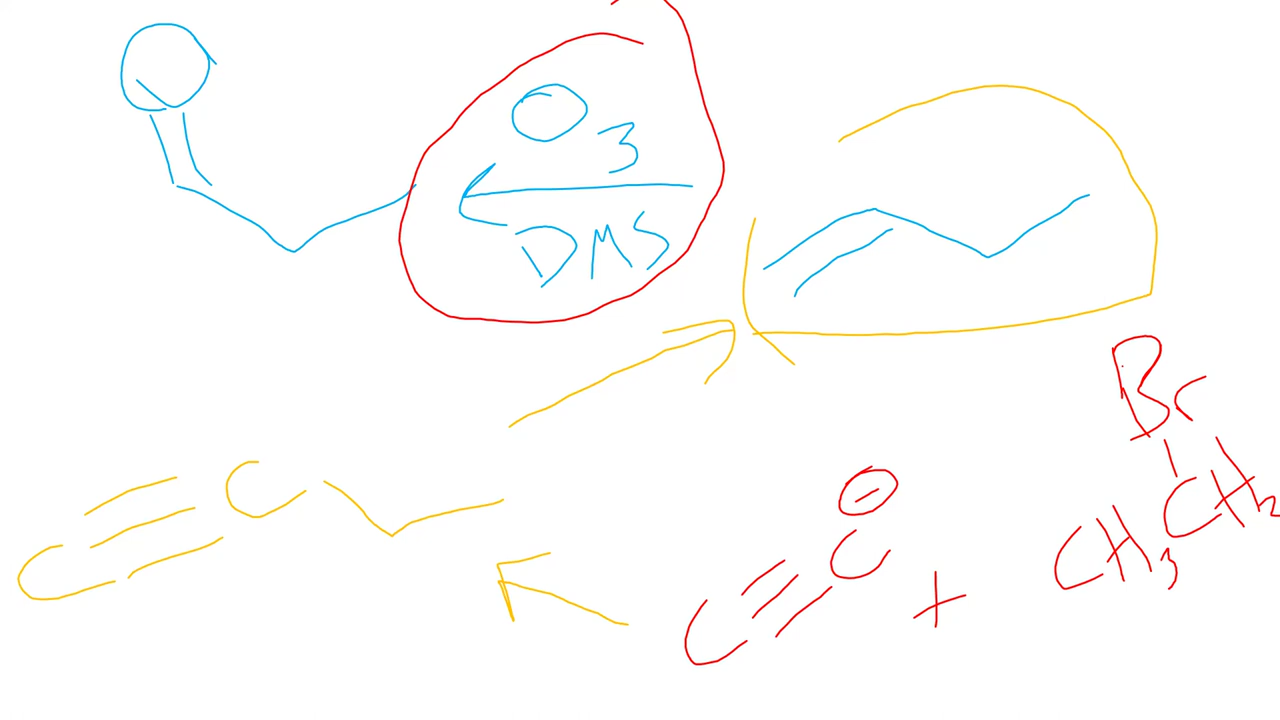 O
O3
DMS
Br
C≡C
C≡C⊖ + CH3CH2